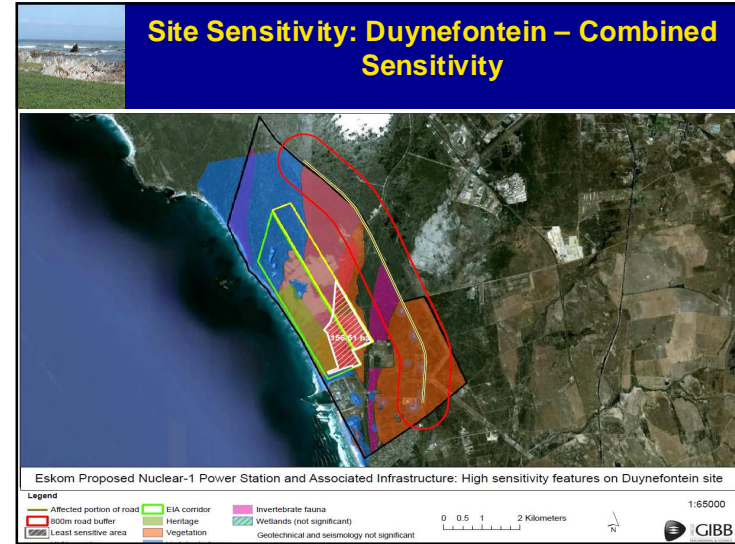 Site Sensitivity: Duynefontein – Combined
Sensitivity
156.61 ha
Eskom Proposed Nuclear-1 Power Station and Associated Infrastructure: High sensitivity features on Duynefontein site
Legend
Affected portion of road
EIA corridor
Invertebrate fauna
800m road buffer
Heritage
Wetlands (not significant)
Least sensitive area
Vegetation
Geotechnical and seismology not significant
0 0.5 1 2 Kilometers
N
1:65000
GIBB